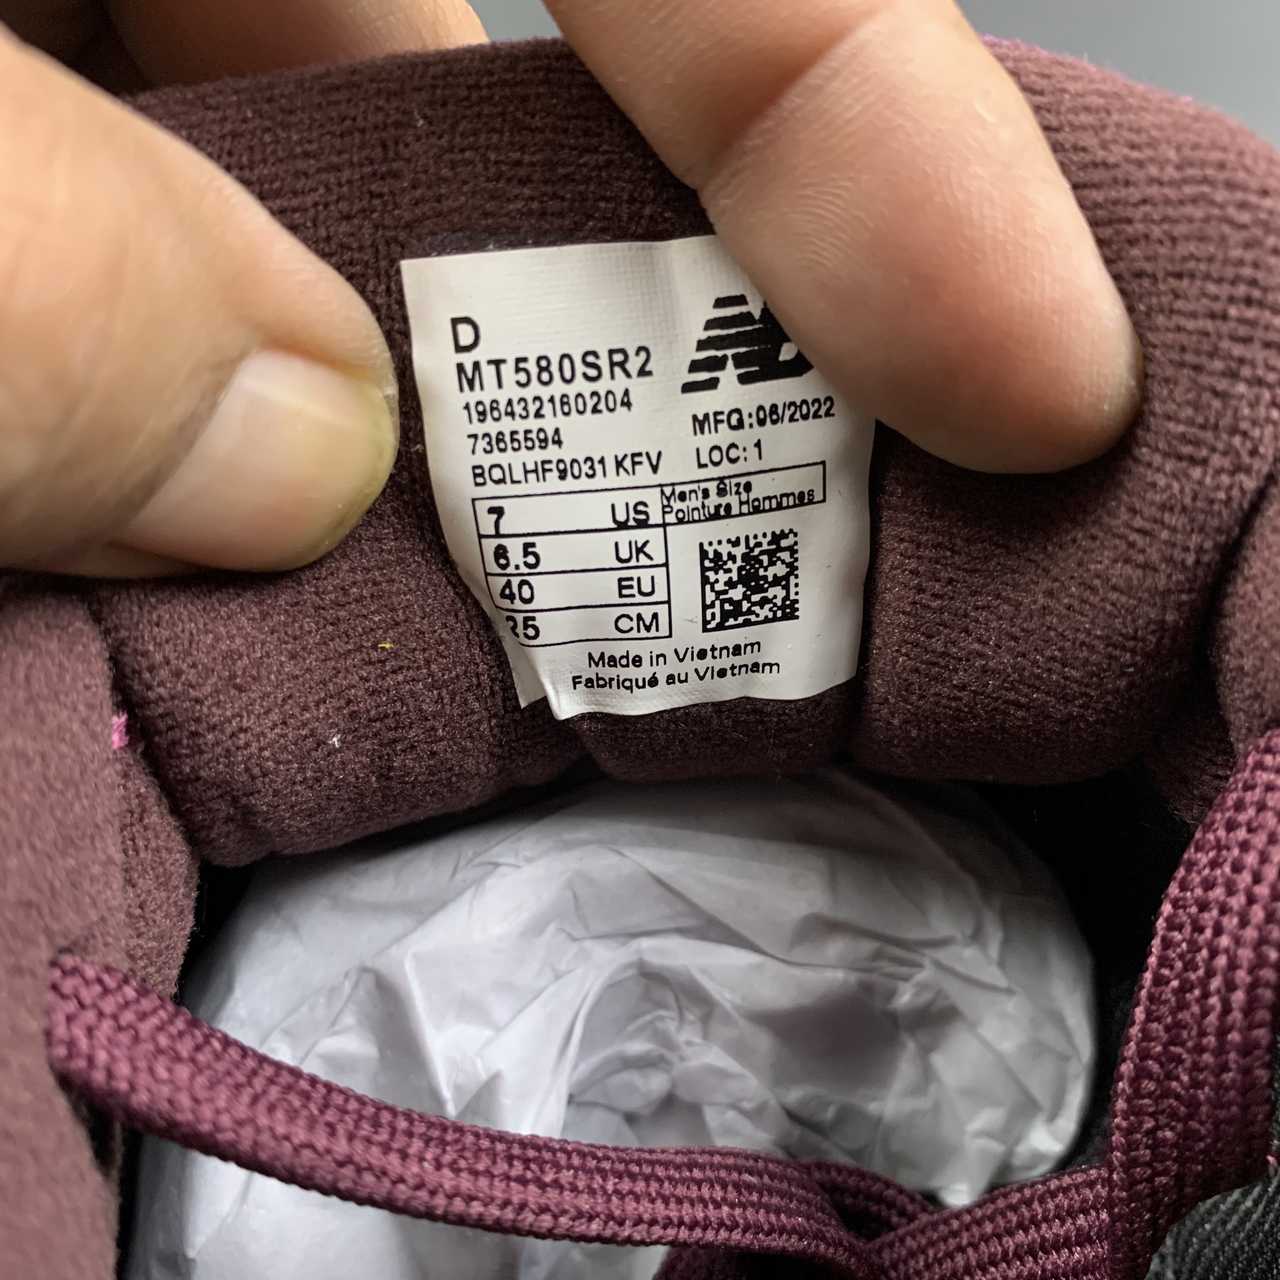 D
MT580SR2
196432160204
7365594
BQLHF9031 KFV
MFG:06/2022
LOC: 1
7 US Men's Size
Pointure Hommes
6.5 UK
40 EU
25 CM
Made in Vietnam
Fabriqué au Vietnam